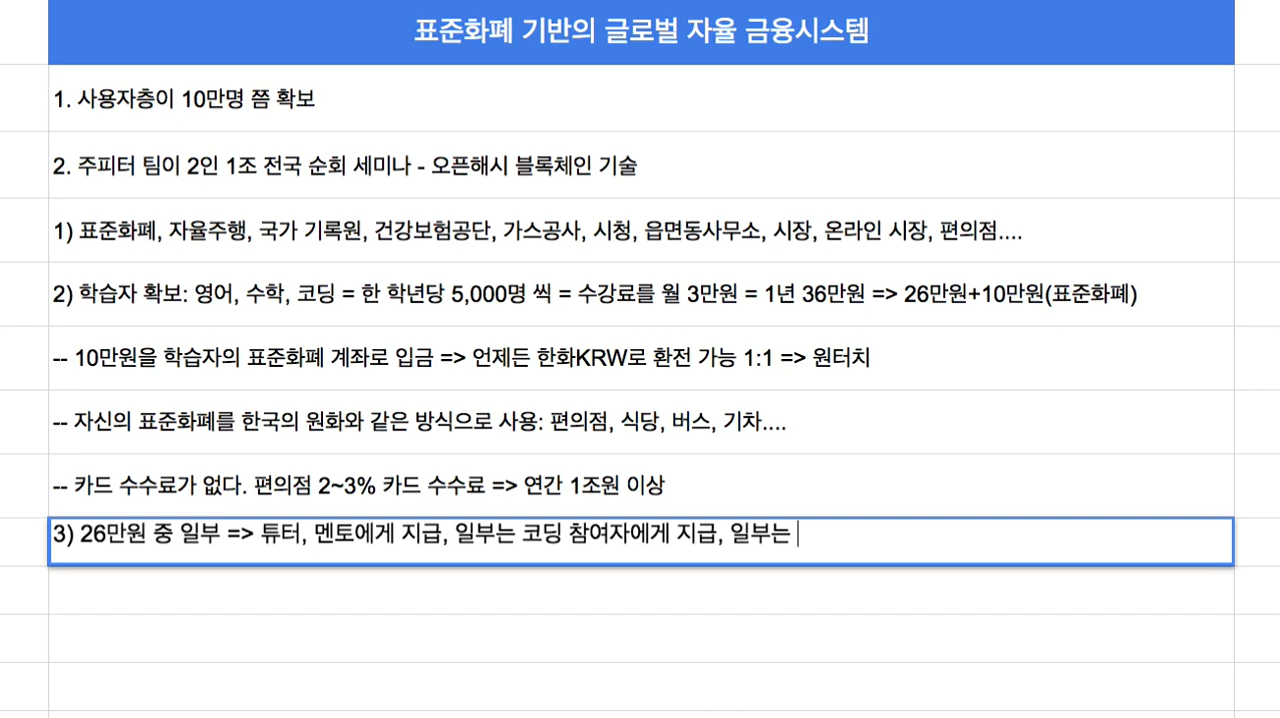 표준화폐 기반의 글로벌 자율 금융시스템
1. 사용자층이 10만명 쯤 확보
2. 주피터 팀이 2인 1조 전국 순회 세미나 - 오픈해시 블록체인 기술
1) 표준화폐, 자율주행, 국가 기록원, 건강보험공단, 가스공사, 시청, 읍면동사무소, 시장, 온라인 시장, 편의점....
2) 학습자 확보: 영어, 수학, 코딩 = 한 학년당 5,000명 씩 = 수강료를 월 3만원 = 1년 36만원 => 26만원+10만원(표준화폐)
-- 10만원을 학습자의 표준화폐 계좌로 입금 => 언제든 한화KRW로 환전 가능 1:1 => 원터치
-- 자신의 표준화폐를 한국의 원화와 같은 방식으로 사용: 편의점, 식당, 버스, 기차....
-- 카드 수수료가 없다. 편의점 2~3% 카드 수수료 => 연간 1조원 이상
3) 26만원 중 일부 => 튜터, 멘토에게 지급, 일부는 코딩 참여자에게 지급, 일부는